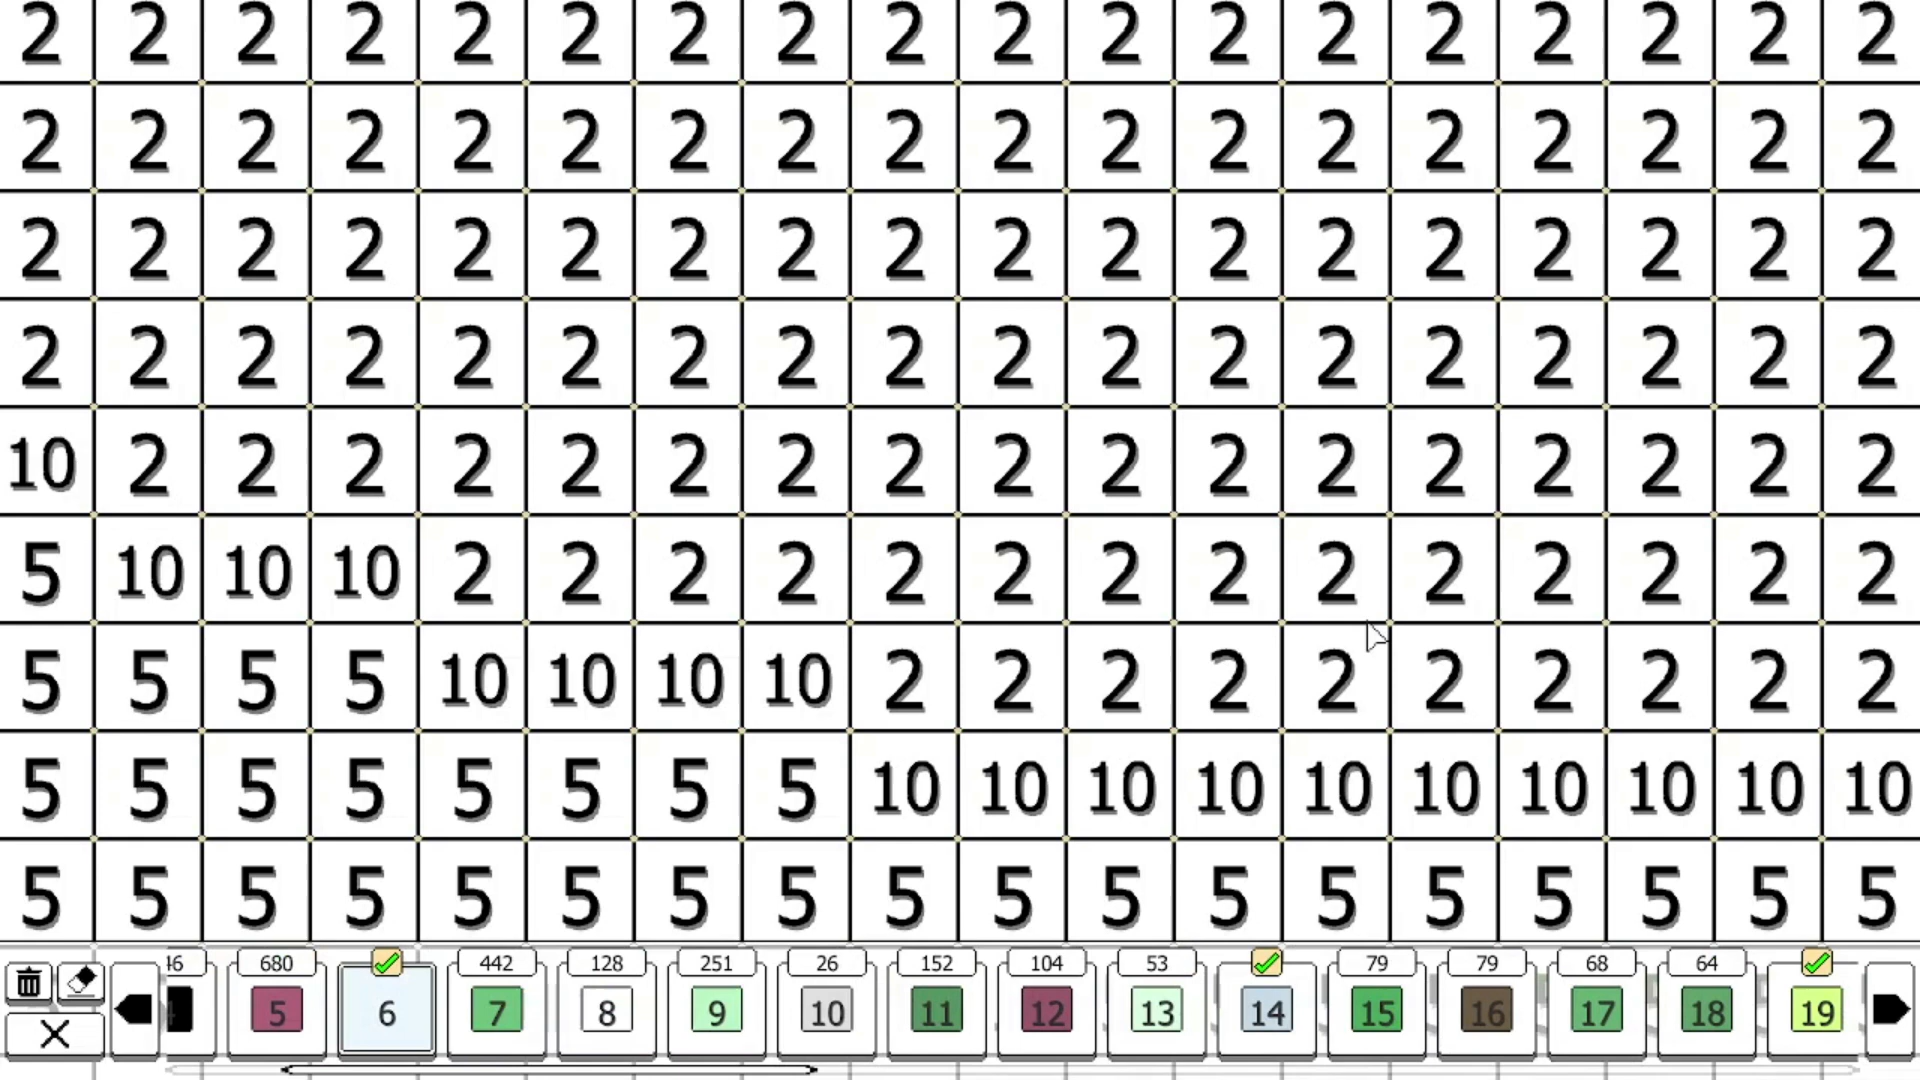 2 2 2 2 2 2 2 2 2 2 2 2 2 2 2 2 2 2
2 2 2 2 2 2 2 2 2 2 2 2 2 2 2 2 2 2
2 2 2 2 2 2 2 2 2 2 2 2 2 2 2 2 2 2
2 2 2 2 2 2 2 2 2 2 2 2 2 2 2 2 2 2
10 2 2 2 2 2 2 2 2 2 2 2 2 2 2 2 2 2
5 10 10 10 2 2 2 2 2 2 2 2 2 2 2 2 2 2
5 5 5 5 10 10 10 10 2 2 2 2 2 2 2 2 2 2
5 5 5 5 5 5 5 5 10 10 10 10 10 10 10 10 10 10
5 5 5 5 5 5 5 5 5 5 5 5 5 5 5 5 5 5
680 442 128 251 26 152 104 53 79 79 68 64
5 6 7 8 9 10 11 12 13 14 15 16 17 18 19